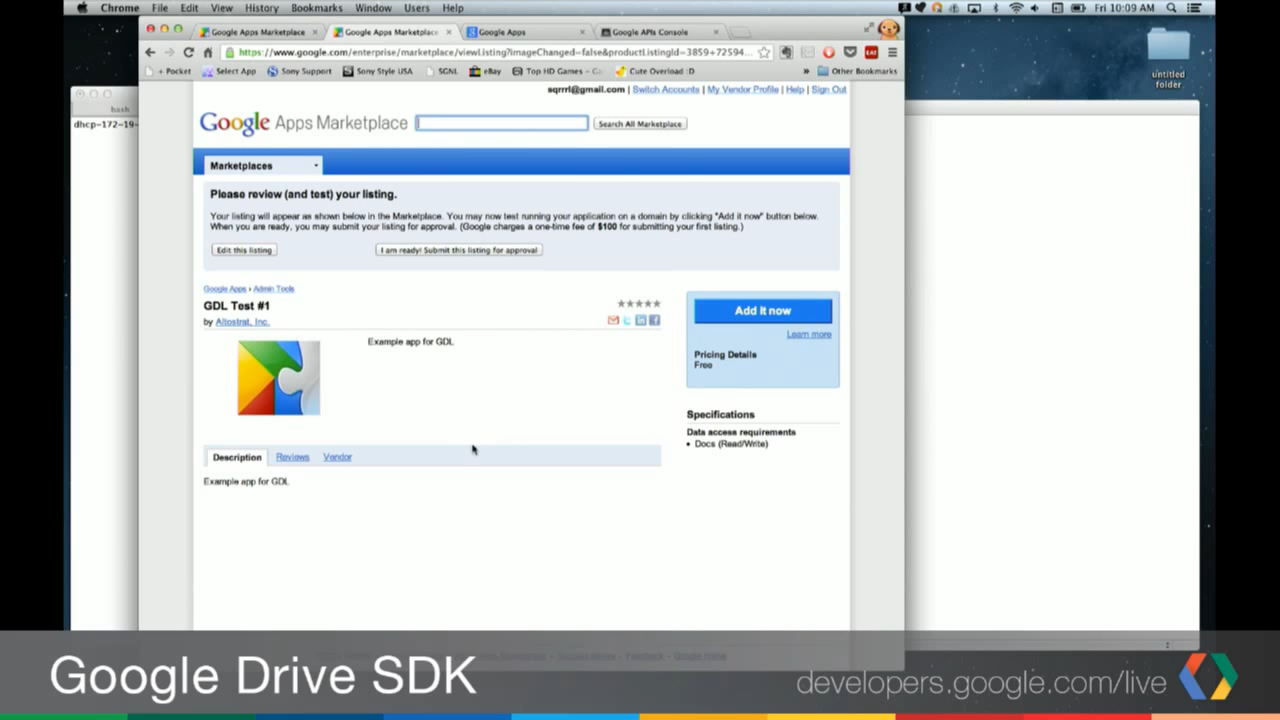 Chrome File Edit View History Bookmarks Window Users Help Fri 10:09 AM
Google Apps Marketplace Google Apps Marketplace Google Apps Google APIs Console
https://www.google.com/enterprise/marketplace/viewListing?imageChanged=false&productListingId=3859+72594...
+ Pocket Select App Sony Support Sony Style USA SGNL eBay Top HD Games - G Cute Overload :D » Other Bookmarks
untitled
folder
bash
dhcp-172-19-
sqrrrl@gmail.com | Switch Accounts | My Vendor Profile | Help | Sign Out
Google Apps Marketplace Search All Marketplace
Marketplaces
Please review (and test) your listing.
Your listing will appear as shown below in the Marketplace. You may now test running your application on a domain by clicking "Add it now" button below.
When you are ready, you may submit your listing for approval. (Google charges a one-time fee of $100 for submitting your first listing.)
Edit this listing I am ready! Submit this listing for approval
Google Apps › Admin Tools
GDL Test #1
by Altostrat, Inc.
Example app for GDL
Add it now
Learn more
Pricing Details
Free
Specifications
Data access requirements
• Docs (Read/Write)
Description Reviews Vendor
Example app for GDL
Google Drive SDK
developers.google.com/live